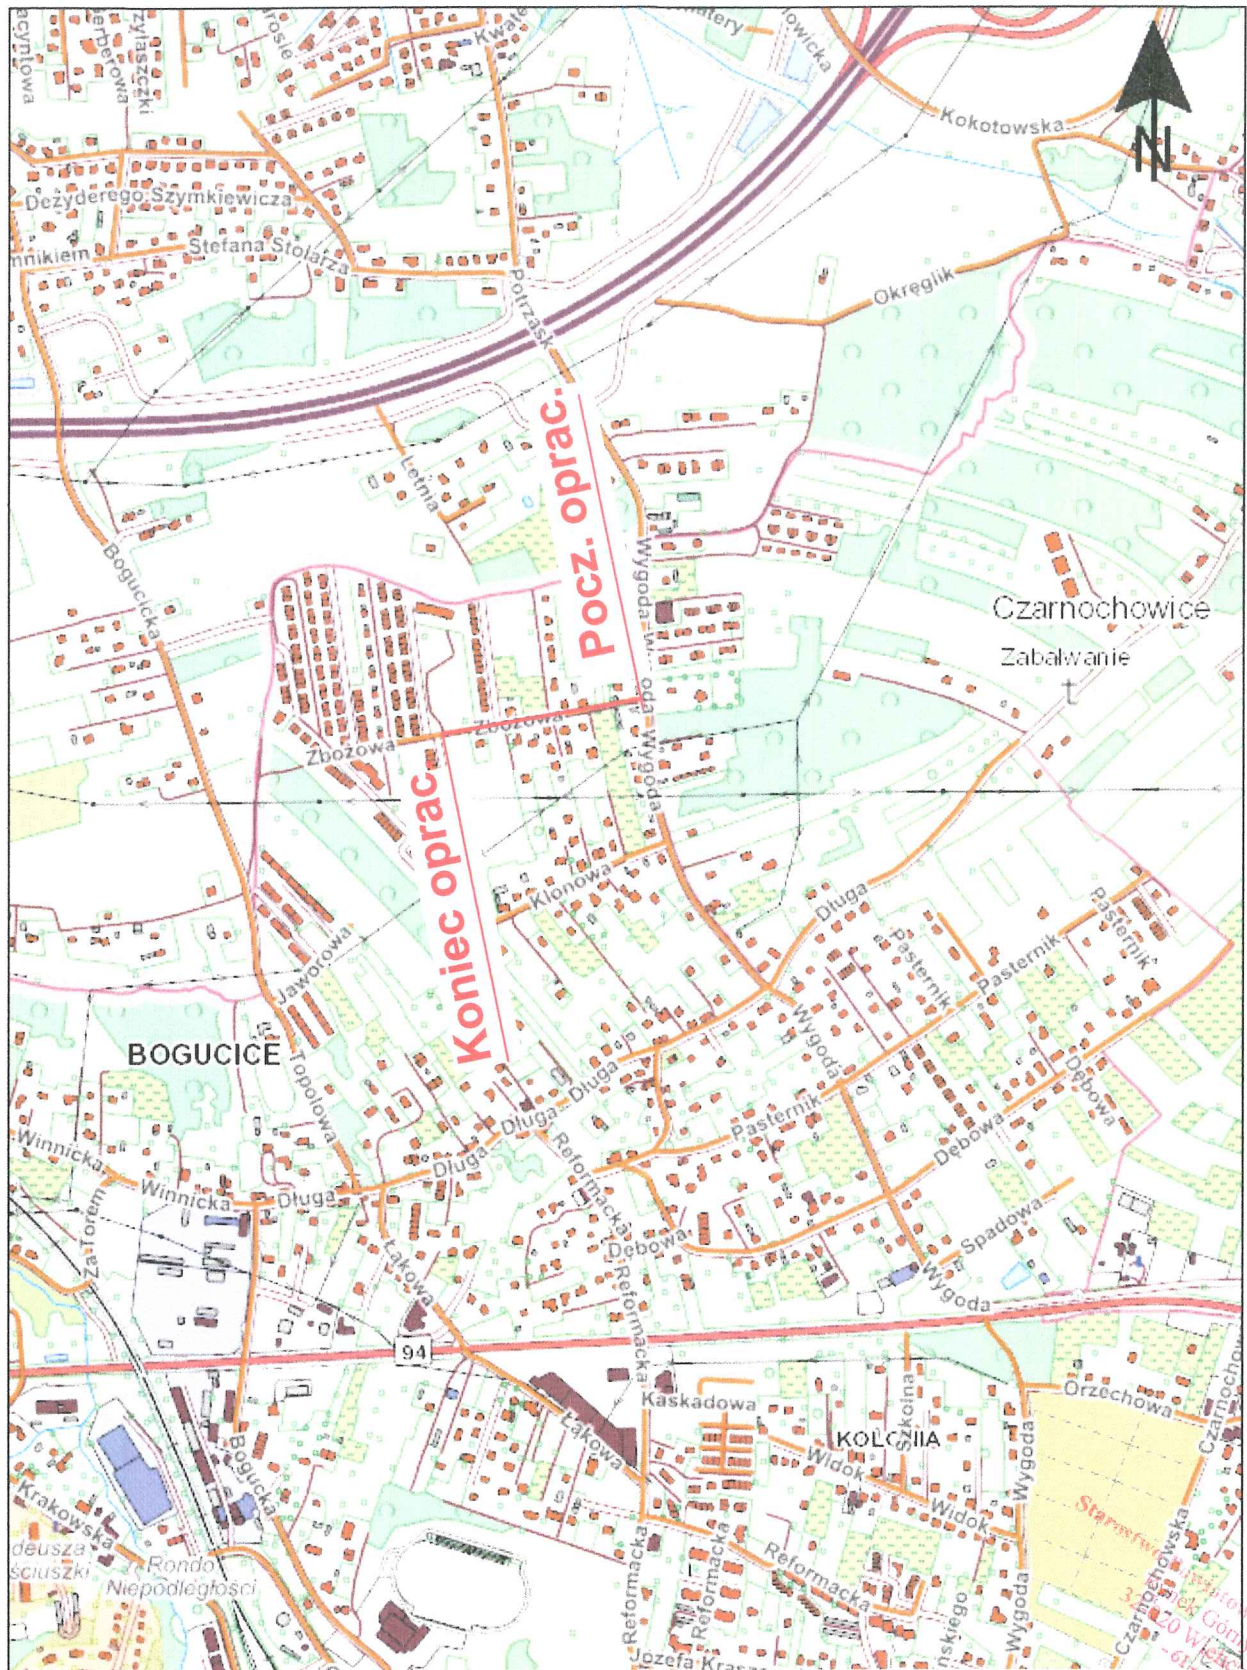 Kokotowska
N
Dezyderego Szymkiewicza
Stefana Stolarza
Potrzask
Okręglik
Pocz. oprac.
Letnia
Bogucicka
Wygoda
Czarnochowice
Zabalwanie
t
Zbożowa
Zbożowa
Wygoda
Koniec oprac.
Klonowa
Długa
Pasternik
Pasternik
Pasternik
Pasternik
Jaworowa
BOGUCICE
Topolowa
Wygoda
Długa
Długa
Długa
Długa
Długa
Pasternik
Dębowa
Dębowa
Winnicka
Winnicka
Za Torem
Reformacka
Dębowa
Spadowa
Wygoda
Łąkowa
Reformacka
94
Kaskadowa
Orzechowa
Szkolna
Widok
Widok
Wygoda
Łąkowa
Bogucka
Krakowska
Rondo
Niepodległości
Reformacka
Reformacka
Reformacka
Wygoda
Czarnochowska